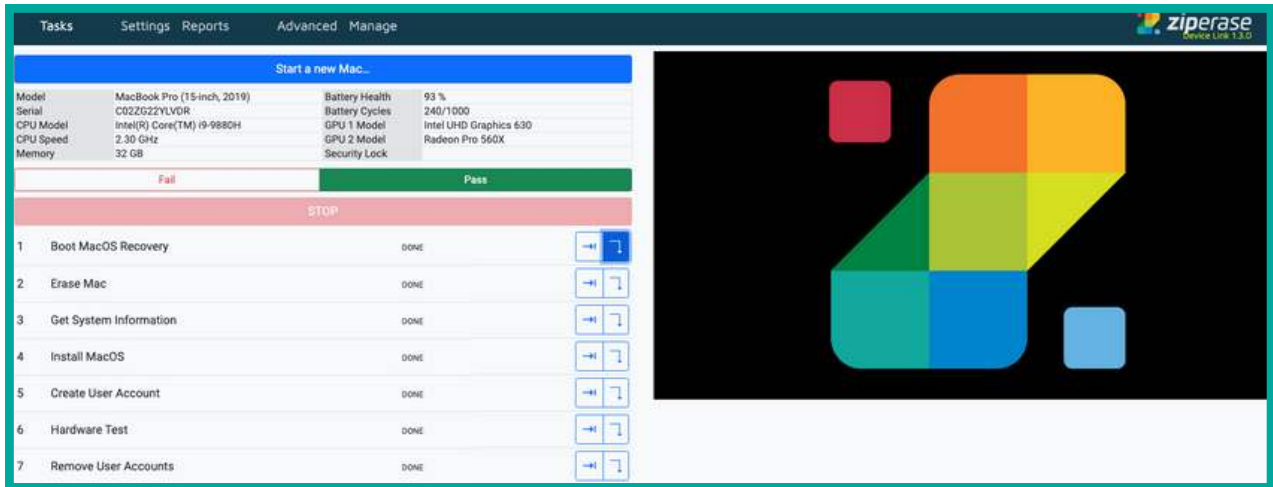 Tasks Settings Reports Advanced Manage
ziperase
Device Link 1.3.0
Start a new Mac...
Model MacBook Pro (15-inch, 2019) Battery Health 93 %
Serial C02ZG22YLVDR Battery Cycles 240/1000
CPU Model Intel(R) Core(TM) i9-9880H GPU 1 Model Intel UHD Graphics 630
CPU Speed 2.30 GHz GPU 2 Model Radeon Pro 560X
Memory 32 GB Security Lock
Fail Pass
STOP
1 Boot MacOS Recovery DONE
2 Erase Mac DONE
3 Get System Information DONE
4 Install MacOS DONE
5 Create User Account DONE
6 Hardware Test DONE
7 Remove User Accounts DONE